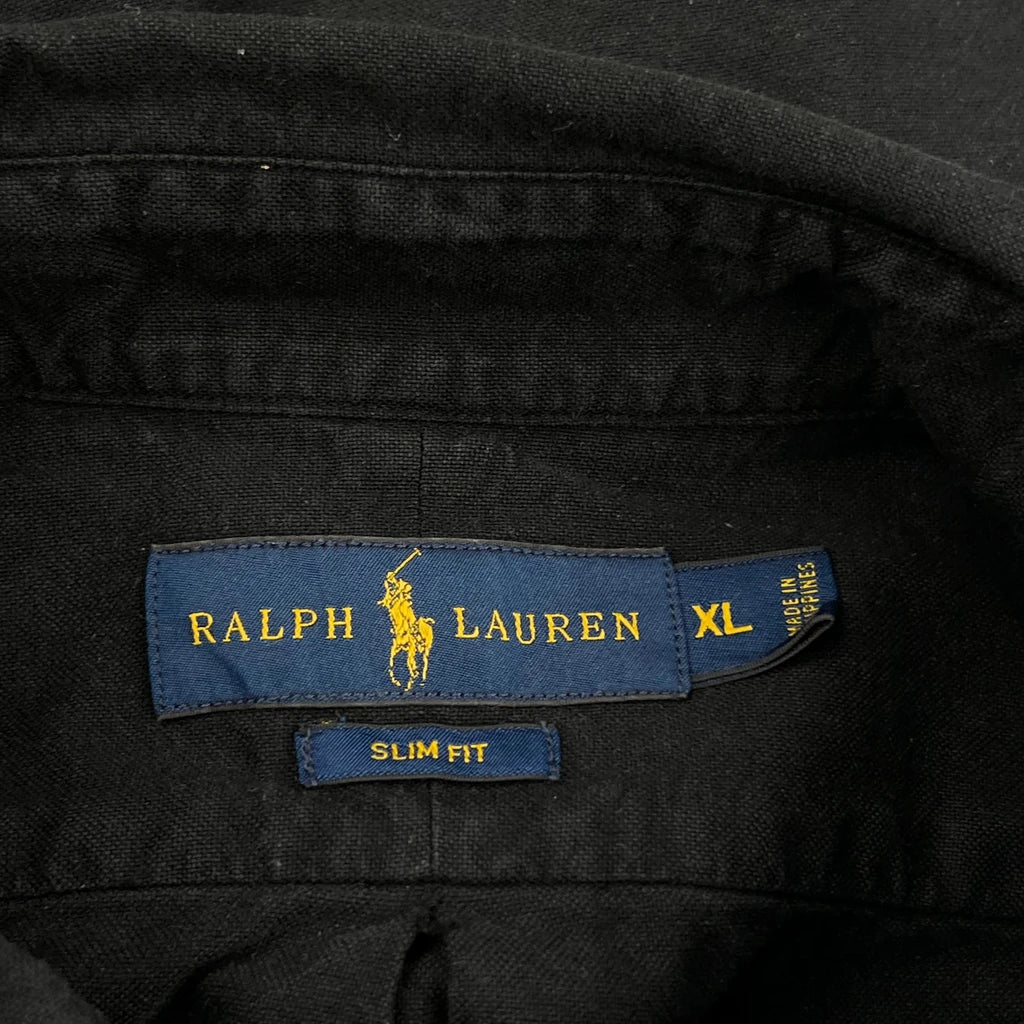 RALPH LAUREN
XL
MADE IN
SLIM FIT